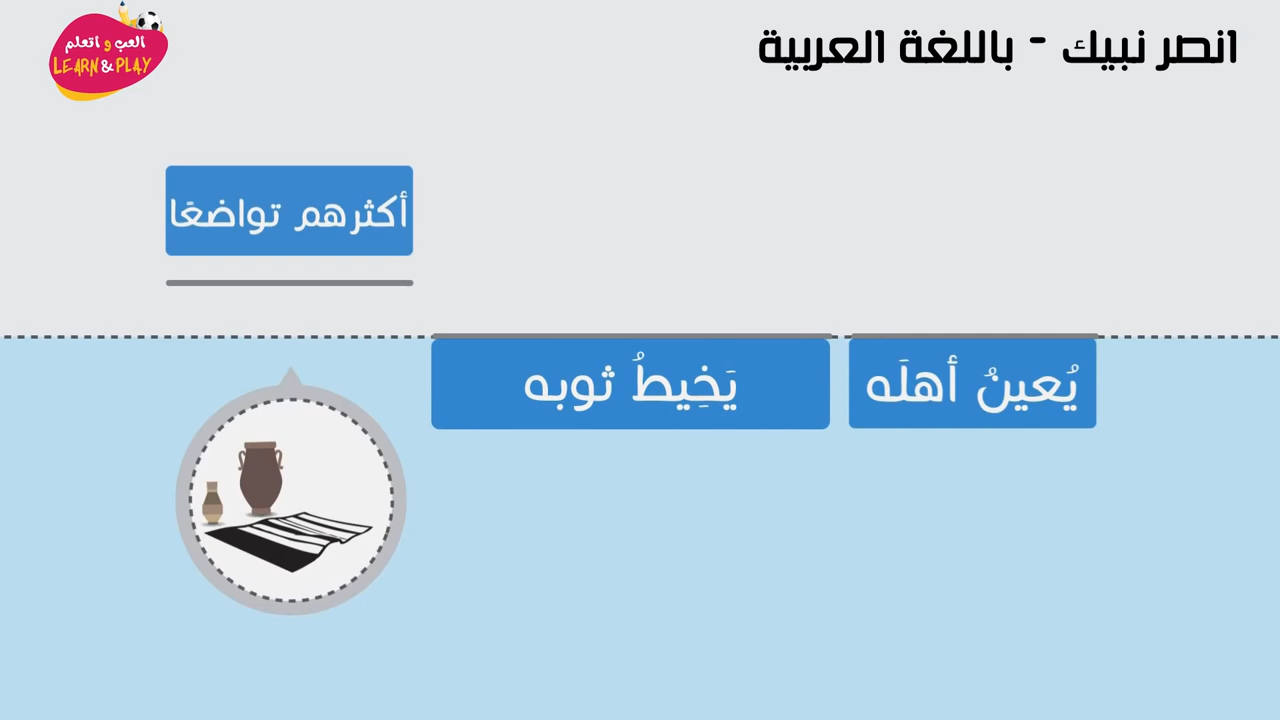 انصر نبيك - باللغة العربية
العب و اتعلم
LEARN & PLAY
أكثرهم تواضعًا
يُعينُ أهلَه
يَخِيطُ ثوبه